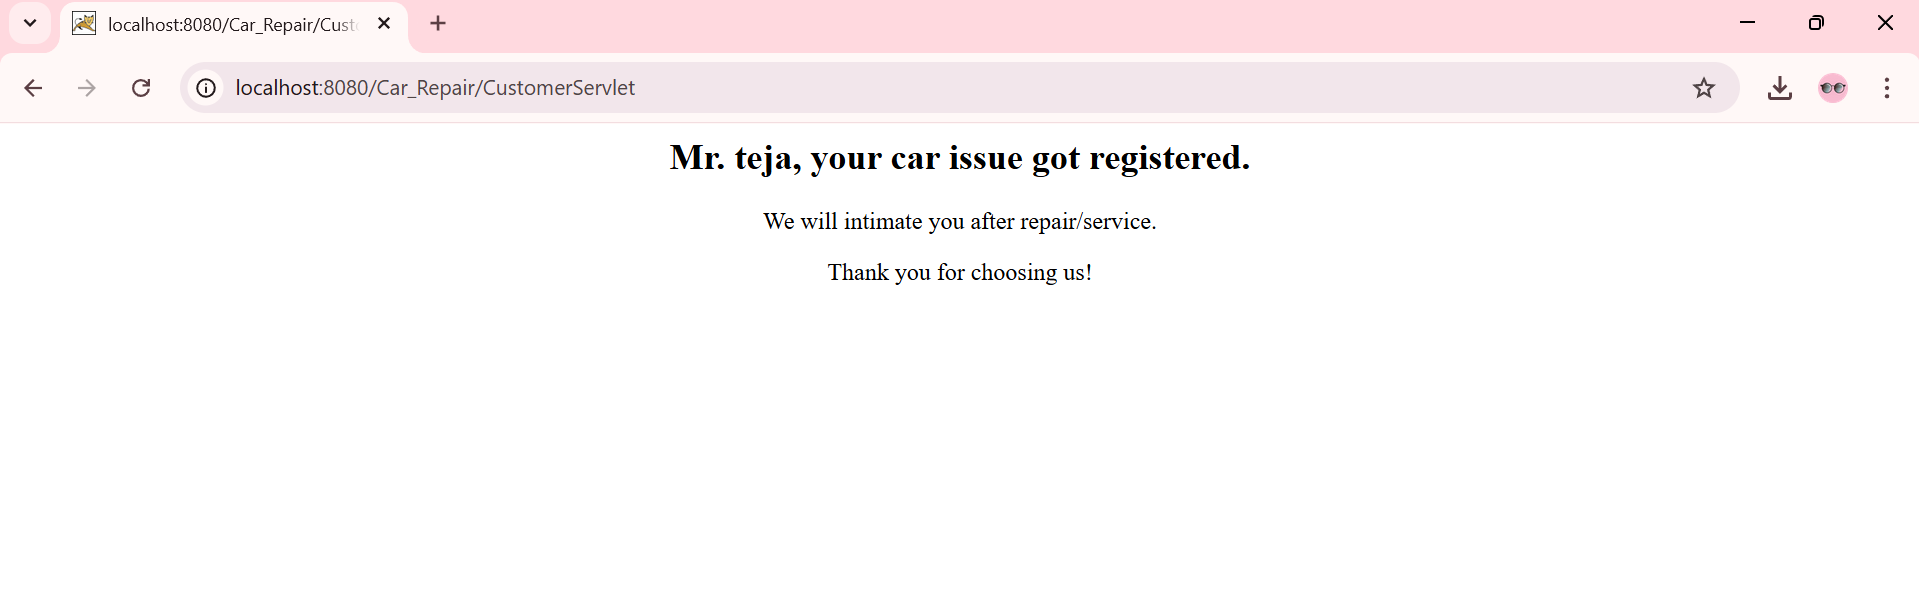 localhost:8080/Car_Repair/Cust
localhost:8080/Car_Repair/CustomerServlet
Mr. teja, your car issue got registered.
We will intimate you after repair/service.
Thank you for choosing us!